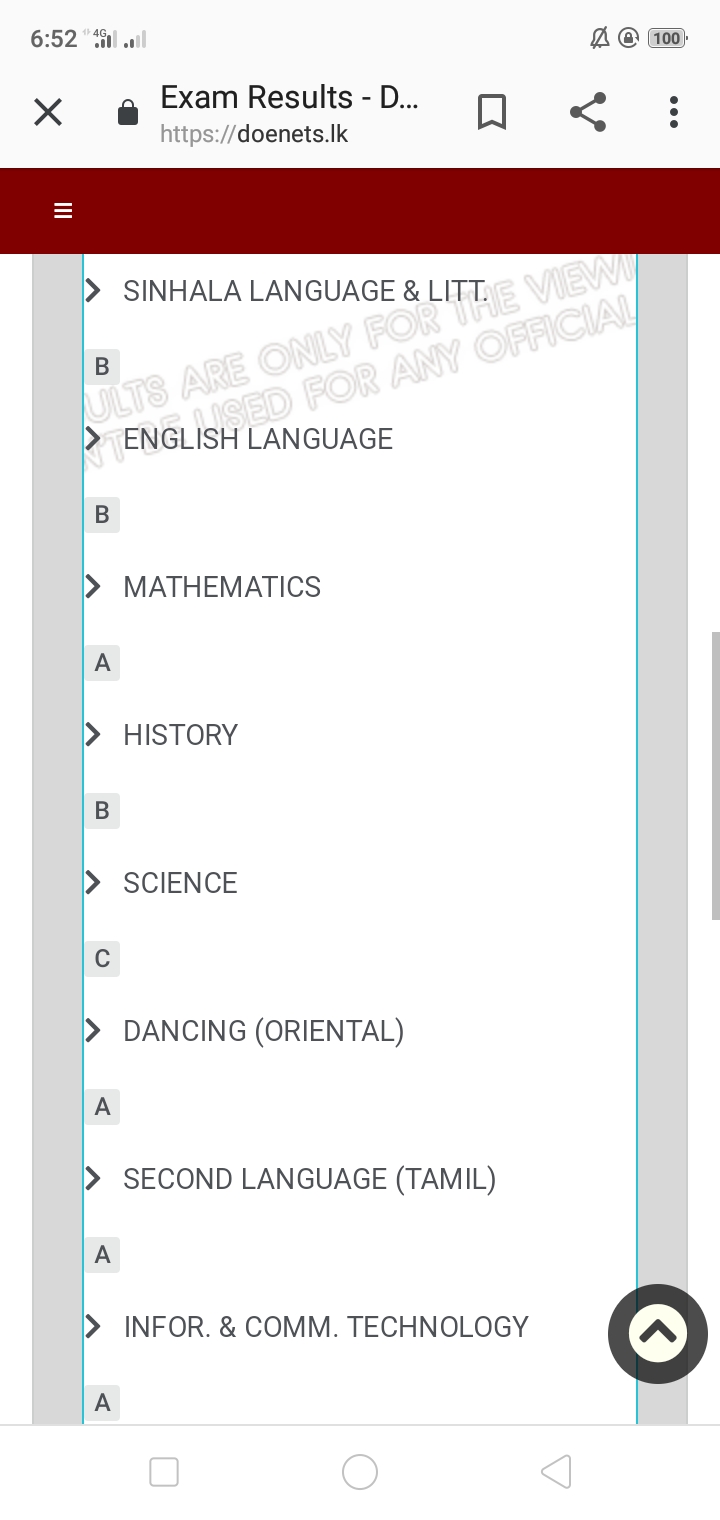 6:52 4G 100
Exam Results - D...
https://doenets.lk
SINHALA LANGUAGE & LITT.
ULTS ARE ONLY FOR THE VIEWI
N'T BE USED FOR ANY OFFICIAL
B
ENGLISH LANGUAGE
B
MATHEMATICS
A
HISTORY
B
SCIENCE
C
DANCING (ORIENTAL)
A
SECOND LANGUAGE (TAMIL)
A
INFOR. & COMM. TECHNOLOGY
A